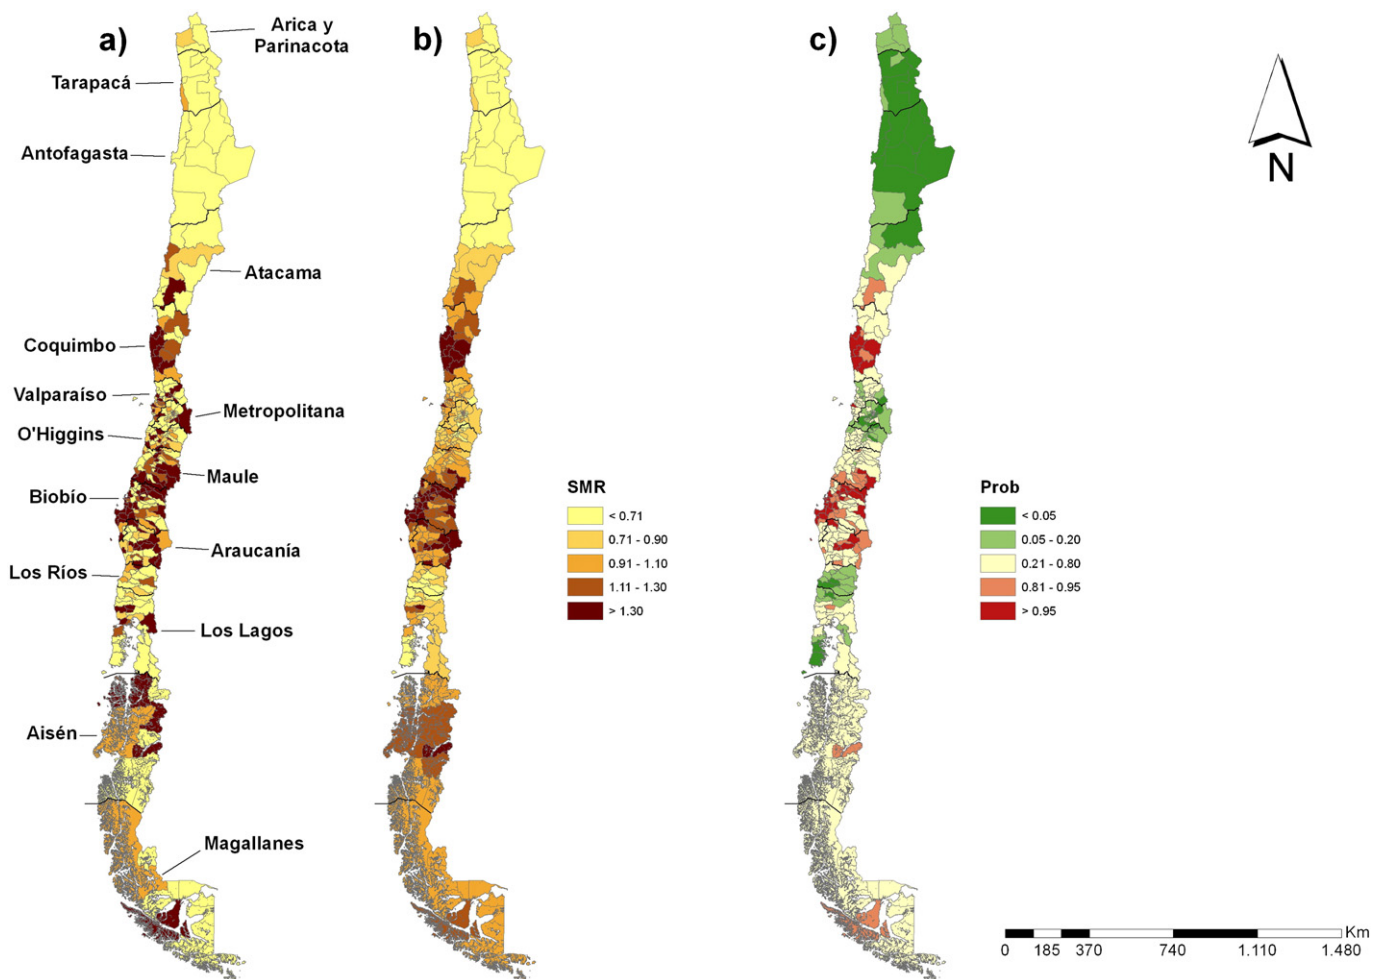 a)
b)
c)
Arica y
Parinacota
Tarapacá
Antofagasta
Atacama
Coquimbo
Valparaíso
Metropolitana
O'Higgins
Maule
Biobío
Araucanía
Los Ríos
Los Lagos
Aisén
Magallanes
SMR
< 0.71
0.71 - 0.90
0.91 - 1.10
1.11 - 1.30
> 1.30
Prob
< 0.05
0.05 - 0.20
0.21 - 0.80
0.81 - 0.95
> 0.95
N
Km
0 185 370 740 1.110 1.480